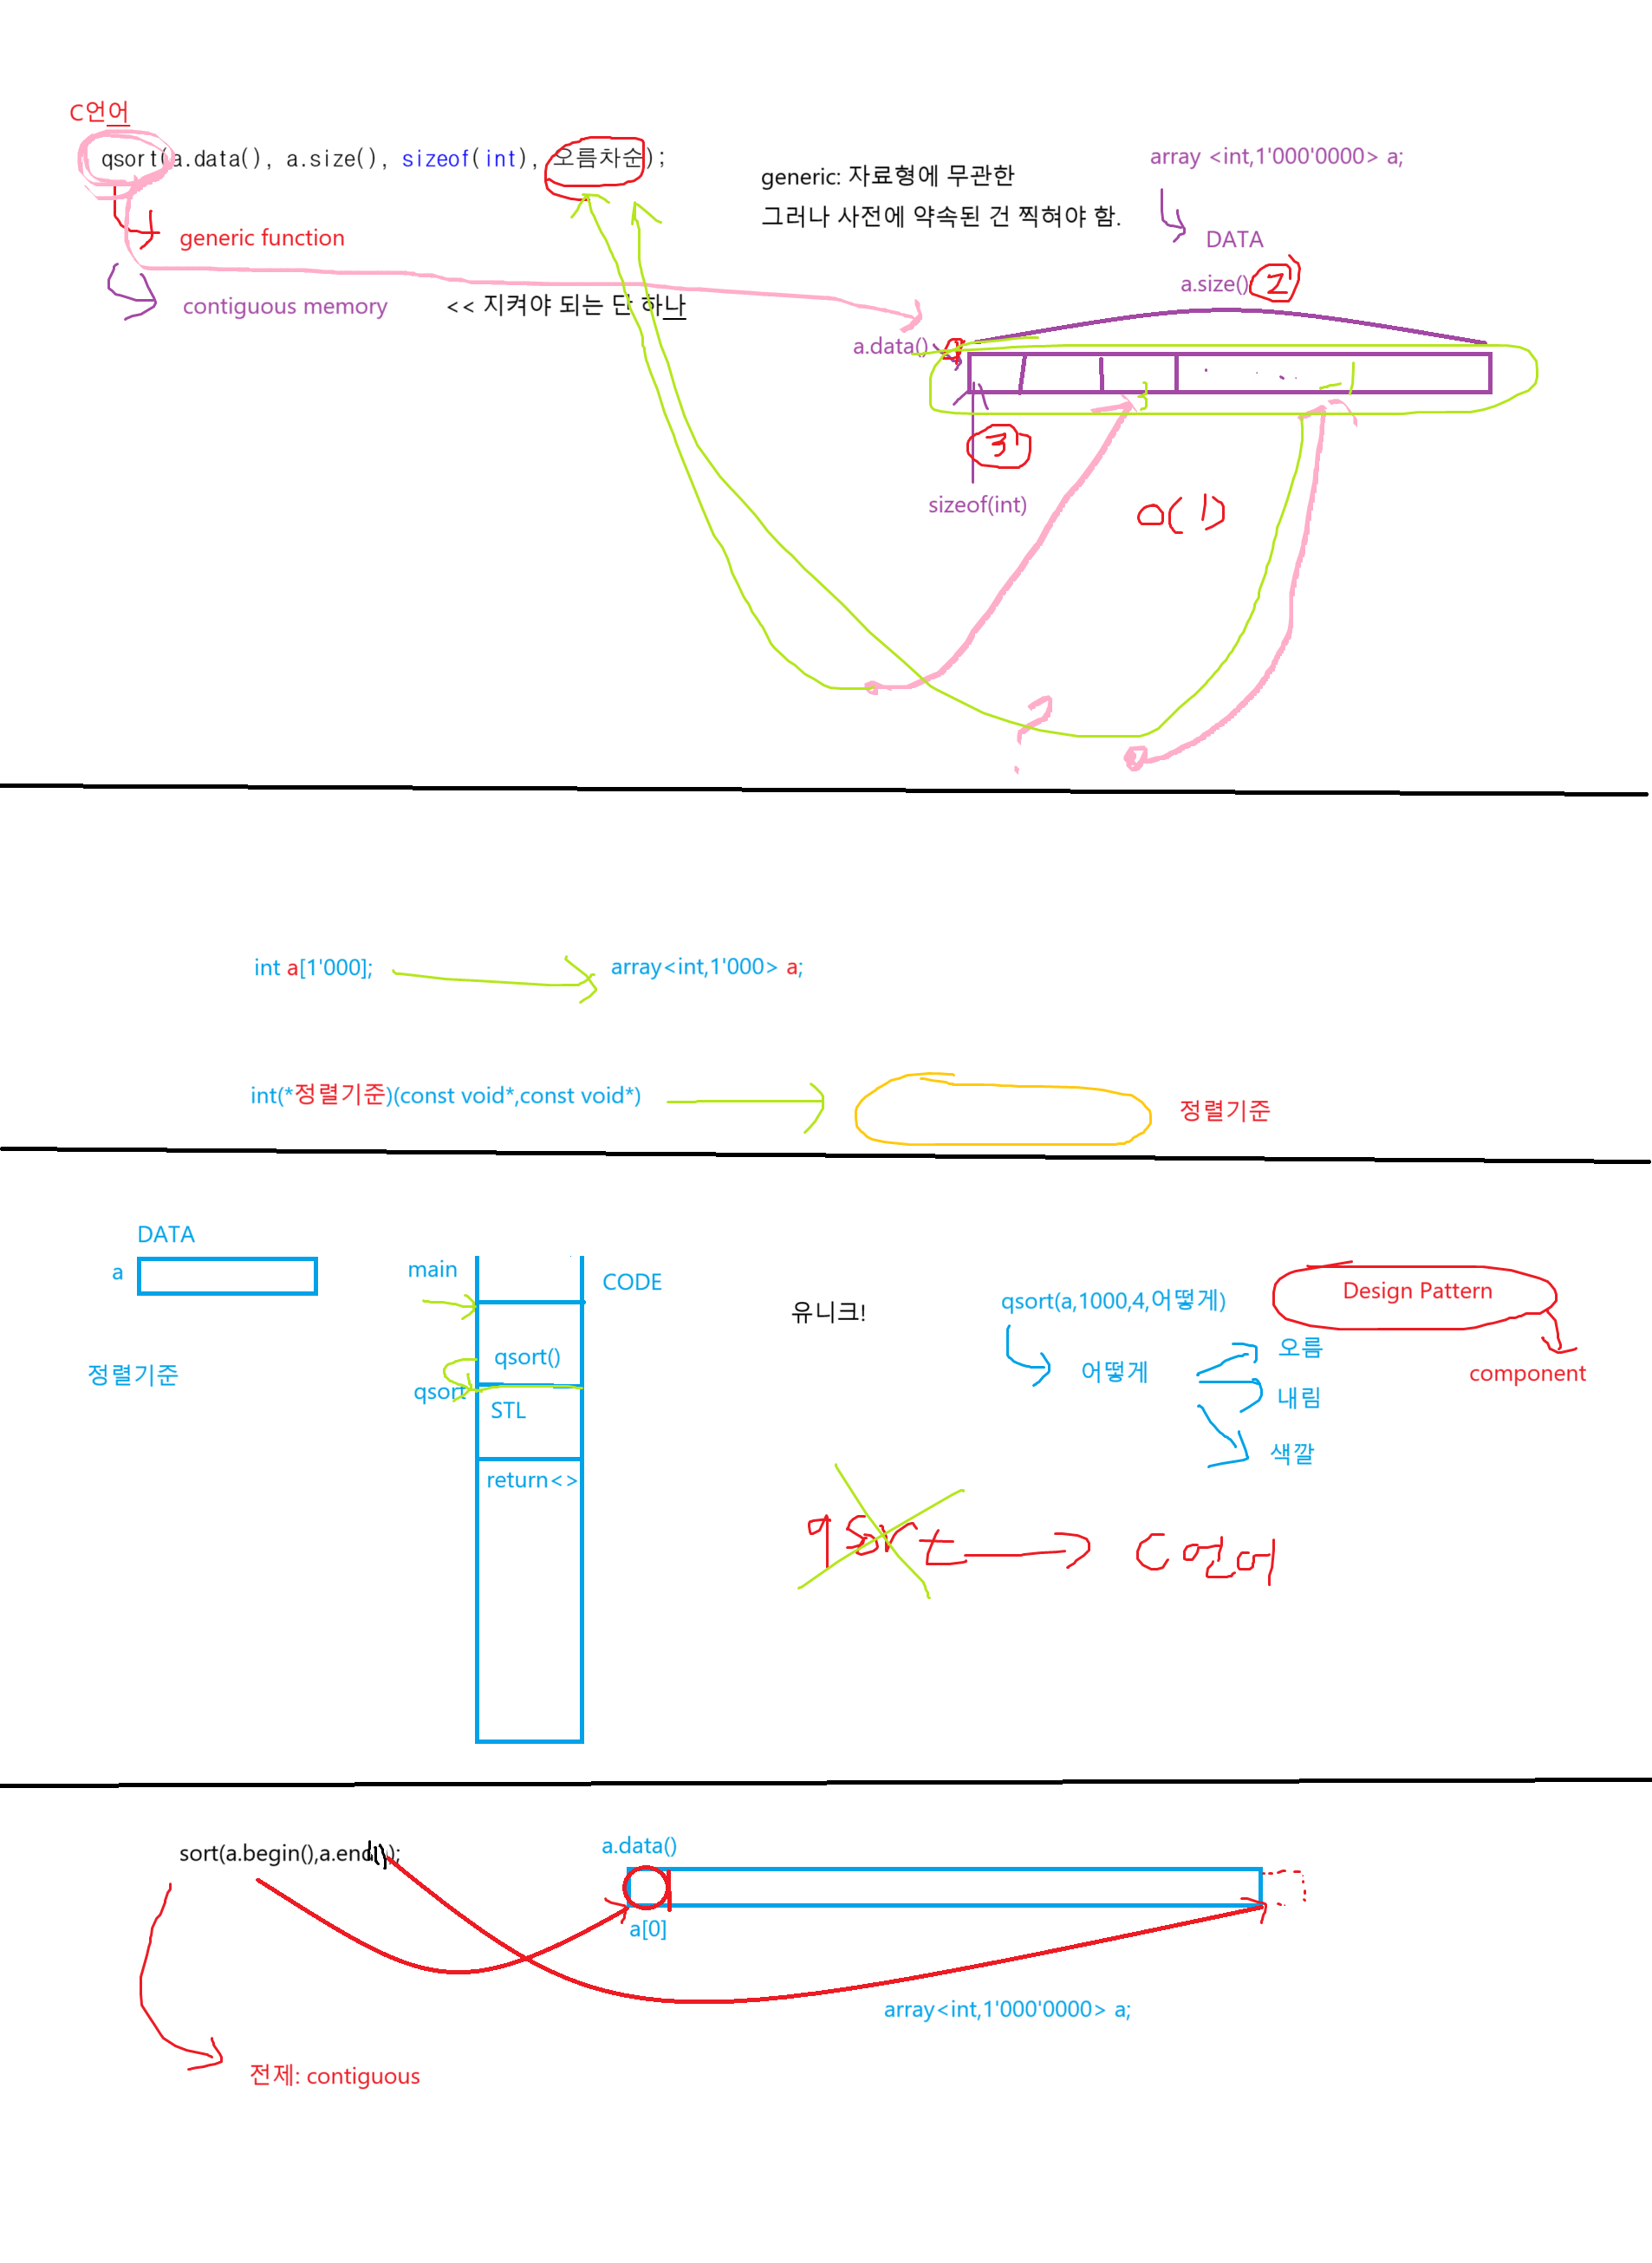 C언어
qsort(a.data(), a.size(), sizeof(int), 오름차순);
array <int,1'000'0000> a;
generic: 자료형에 무관한
그러나 사전에 약속된 건 찍혀야 함.
generic function
DATA
a.size() 2
contiguous memory << 지켜야 되는 단 하나
a.data()
3
sizeof(int)
O(1)
?
int a[1'000]; array<int,1'000> a;
int(*정렬기준)(const void*,const void*) 정렬기준
DATA
a
main
CODE
유니크!
qsort(a,1000,4,어떻게)
Design Pattern
qsort()
정렬기준
어떻게
오름
component
qsort
내림
STL
색깔
return<>
qsort
C언어
sort(a.begin(),a.end());
a.data()
a[0]
array<int,1'000'0000> a;
전제: contiguous